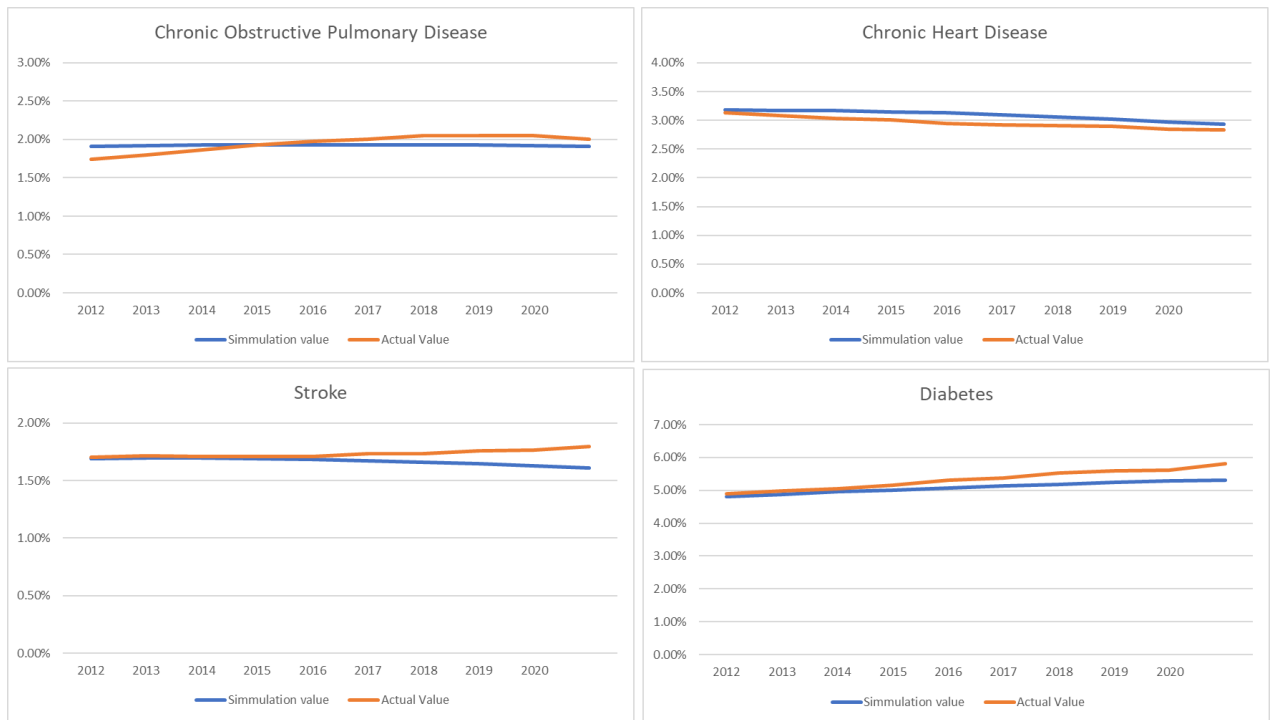 Chronic Obstructive Pulmonary Disease
3.00%
2.50%
2.00%
1.50%
1.00%
0.50%
0.00%
2012 2013 2014 2015 2016 2017 2018 2019 2020
Simmulation value Actual Value
Chronic Heart Disease
4.00%
3.50%
3.00%
2.50%
2.00%
1.50%
1.00%
0.50%
0.00%
2012 2013 2014 2015 2016 2017 2018 2019 2020
Simmulation value Actual Value
Stroke
2.00%
1.50%
1.00%
0.50%
0.00%
2012 2013 2014 2015 2016 2017 2018 2019 2020
Simmulation value Actual Value
Diabetes
7.00%
6.00%
5.00%
4.00%
3.00%
2.00%
1.00%
0.00%
2012 2013 2014 2015 2016 2017 2018 2019 2020
Simmulation value Actual Value